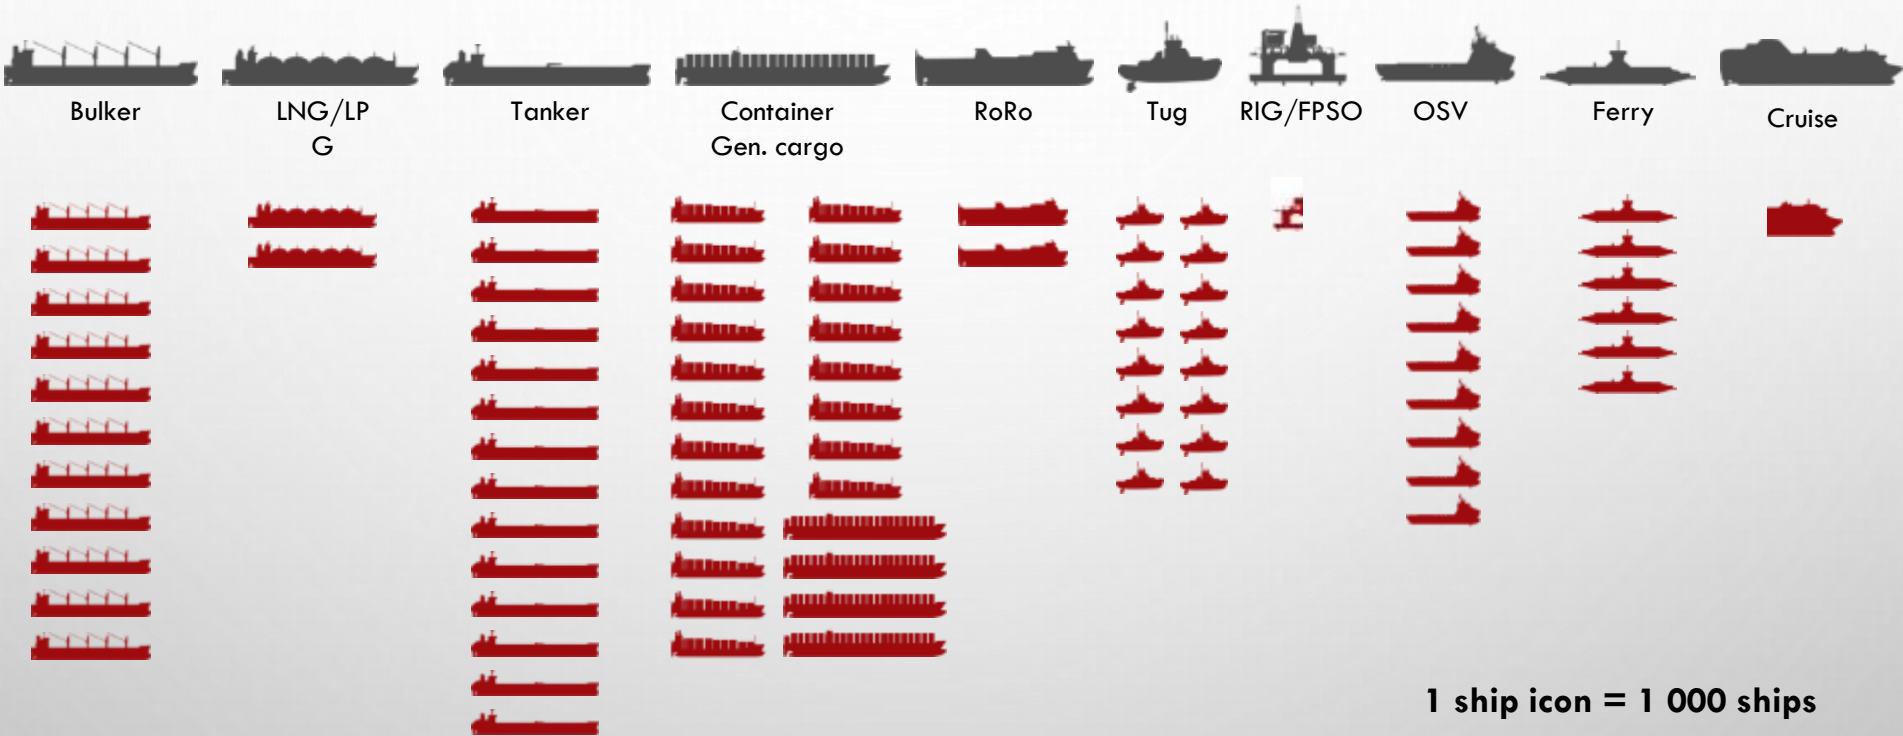 Bulker
LNG/LP
G
Tanker
Container
Gen. cargo
RoRo
Tug
RIG/FPSO
OSV
Ferry
Cruise
1 ship icon = 1 000 ships